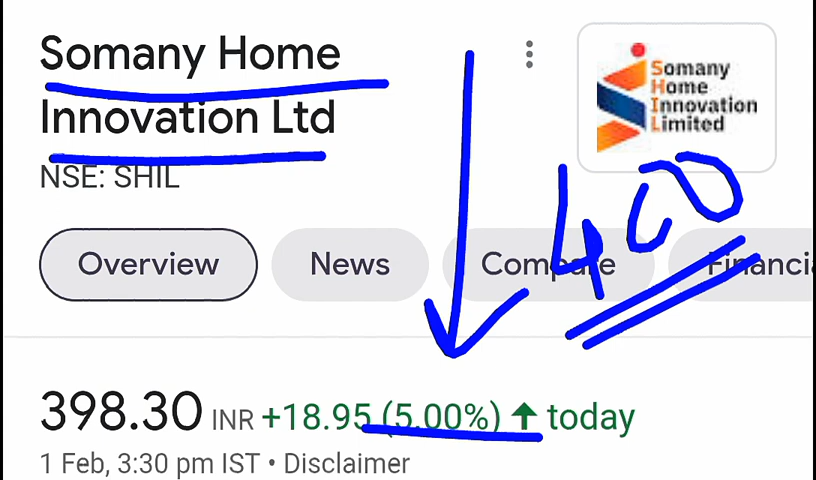 Somany Home
Innovation Ltd
NSE: SHIL
Somany
Home
Innovation
Limited
400
Overview
News
Compare
Financi
398.30 INR +18.95 (5.00%) ↑ today
1 Feb, 3:30 pm IST • Disclaimer